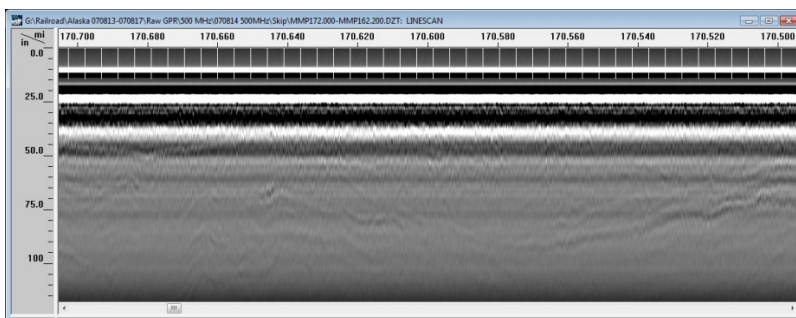 G:\Railroad\Alaska 070813-070817\Raw GPR\500 MHz\070814 500MHz\Skip\MMP172.000-MMP162.200.DZT: LINESCAN
mi 170.700 170.680 170.660 170.640 170.620 170.600 170.580 170.560 170.540 170.520 170.500
in
0.0
25.0
50.0
75.0
100